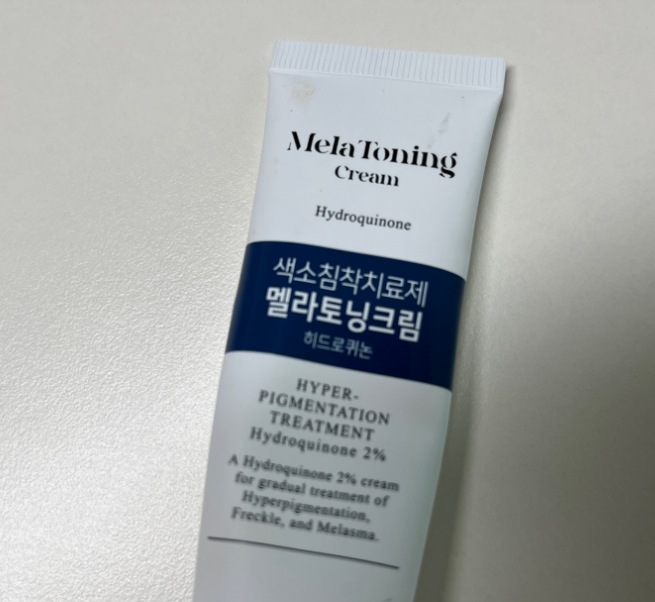 MelaToning
Cream
Hydroquinone
색소침착치료제
멜라토닝크림
히드로퀴논
HYPER-
PIGMENTATION
TREATMENT
Hydroquinone 2%
A Hydroquinone 2% cream
for gradual treatment of
Hyperpigmentation,
Freckle, and Melasma.